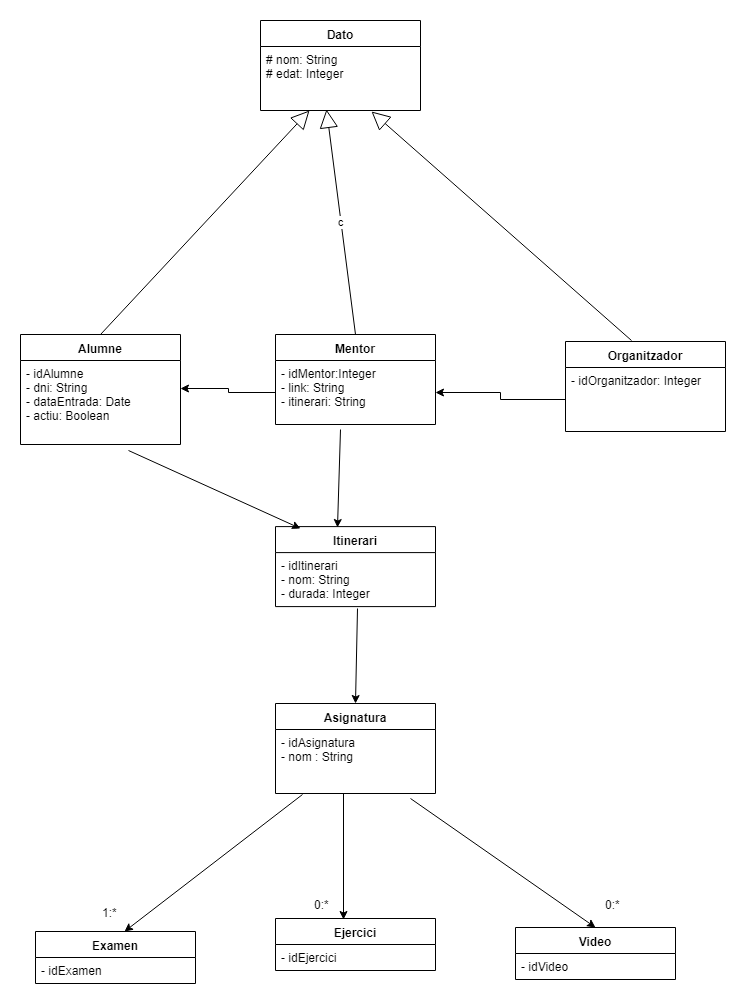 Dato
# nom: String
# edat: Integer
c
Alumne
- idAlumne
- dni: String
- dataEntrada: Date
- actiu: Boolean
Mentor
- idMentor:Integer
- link: String
- itinerari: String
Organitzador
- idOrganitzador: Integer
Itinerari
- idItinerari
- nom: String
- durada: Integer
Asignatura
- idAsignatura
- nom : String
1:*
0:*
0:*
Examen
- idExamen
Ejercici
- idEjercici
Video
- idVideo